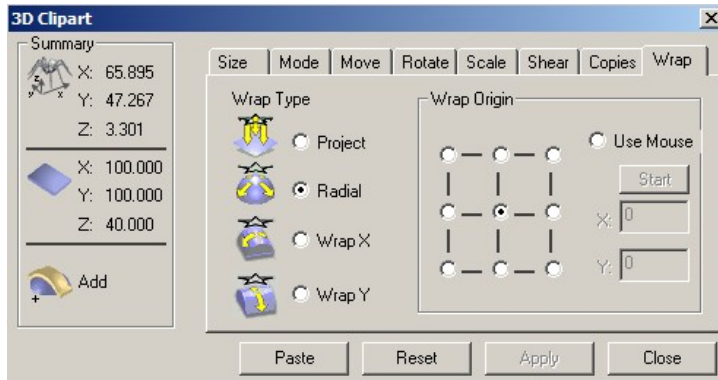 3D Clipart
Summary
X: 65.895
Y: 47.267
Z: 3.301
X: 100.000
Y: 100.000
Z: 40.000
Add
Size Mode Move Rotate Scale Shear Copies Wrap
Wrap Type
Project
Radial
Wrap X
Wrap Y
Wrap Origin
Use Mouse
Start
X: 0
Y: 0
Paste Reset Apply Close